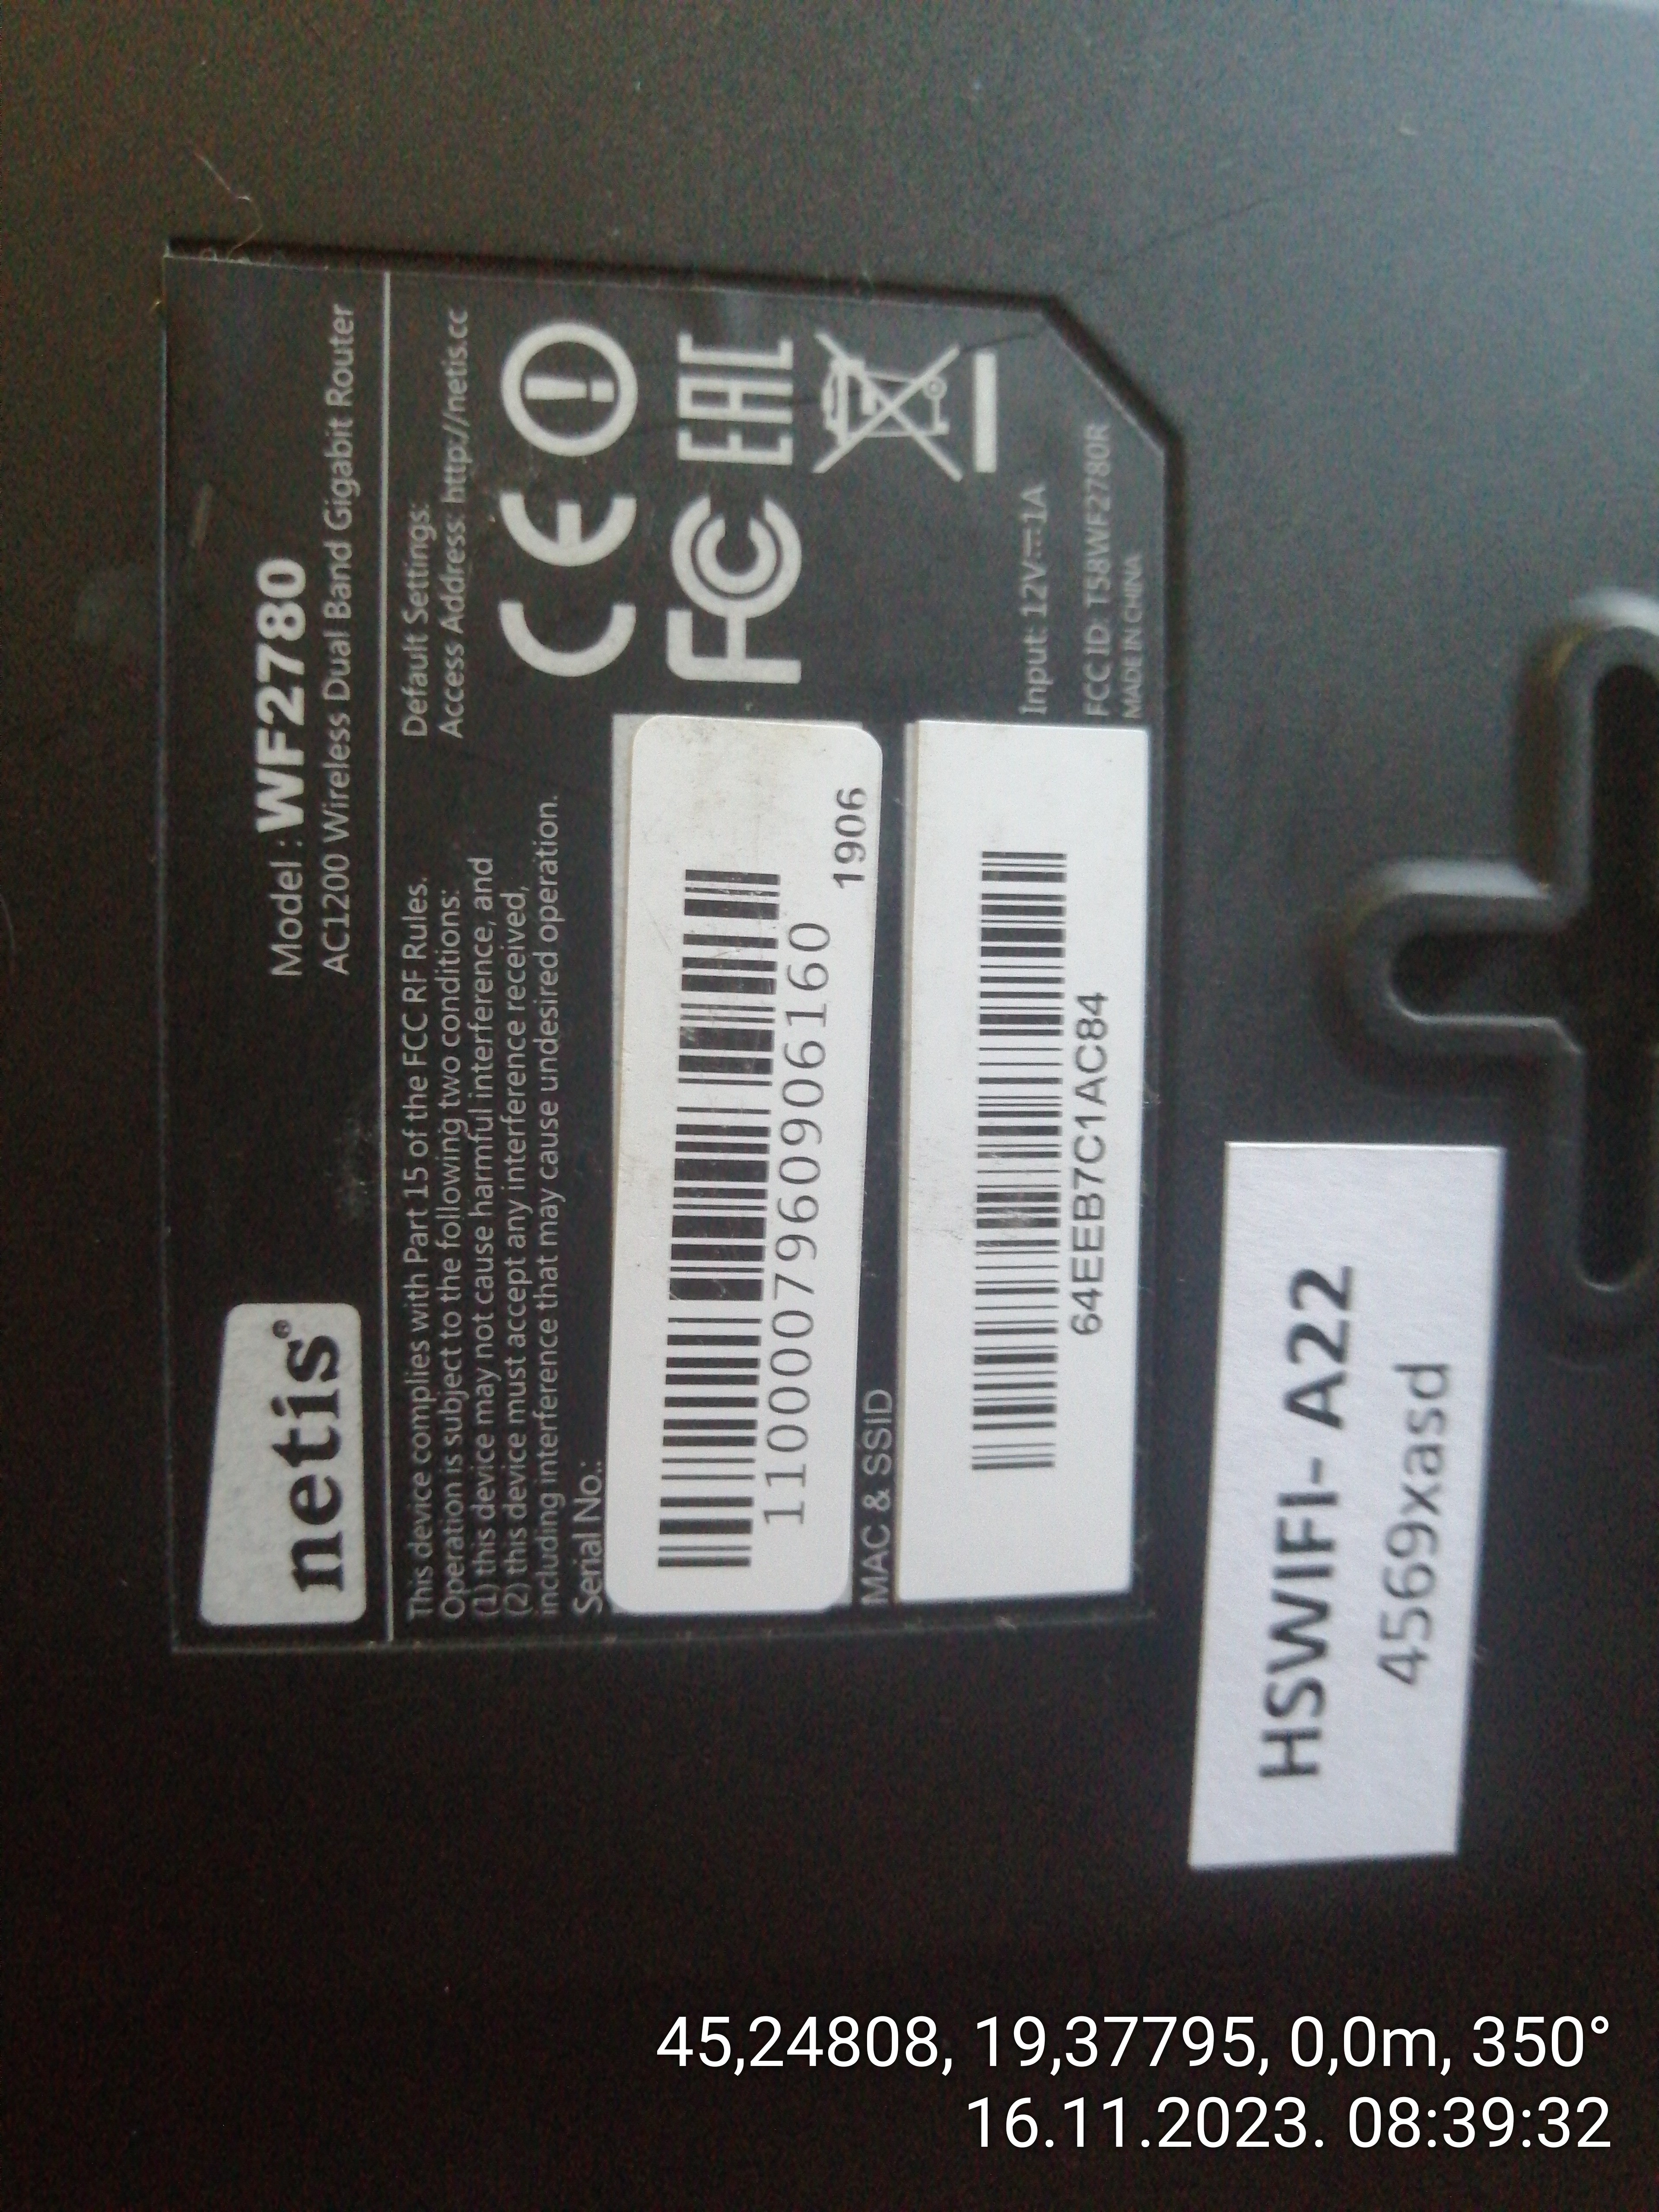 netis®
Model : WF2780
AC1200 Wireless Dual Band Gigabit Router
This device complies with Part 15 of the FCC RF Rules.
Operation is subject to the following two conditions:
(1) this device may not cause harmful interference, and
(2) this device must accept any interference received,
including interference that may cause undesired operation.
Default Settings:
Access Address: http://netis.cc
Serial No.:
1100007960906160
1906
MAC & SSID
64EEB7C1AC84
CE
FC EAC
Input: 12V⎓1A
FCC ID: T58WF2780R
MADE IN CHINA
HSWIFI- A22
4569xasd
45,24808, 19,37795, 0,0m, 350°
16.11.2023. 08:39:32